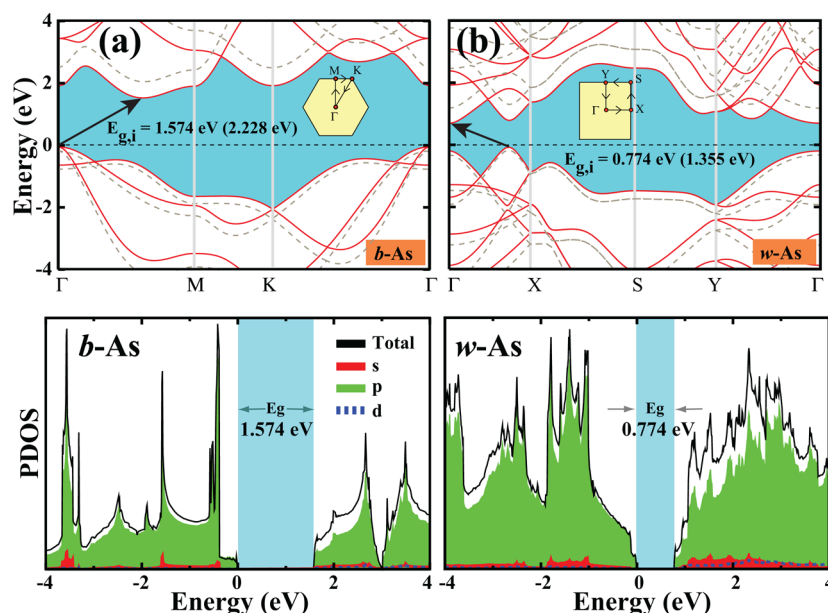 (a)
(b)
4
2
0
-2
-4
Energy (eV)
M K
Γ
E_g,i = 1.574 eV (2.228 eV)
b-As
Γ M K Γ
Y S
Γ X
E_g,i = 0.774 eV (1.355 eV)
w-As
Γ X S Y Γ
PDOS
b-As
Total
s
p
d
Eg
1.574 eV
-4 -2 0 2 4
Energy (eV)
w-As
Eg
0.774 eV
-4 -2 0 2 4
Energy (eV)